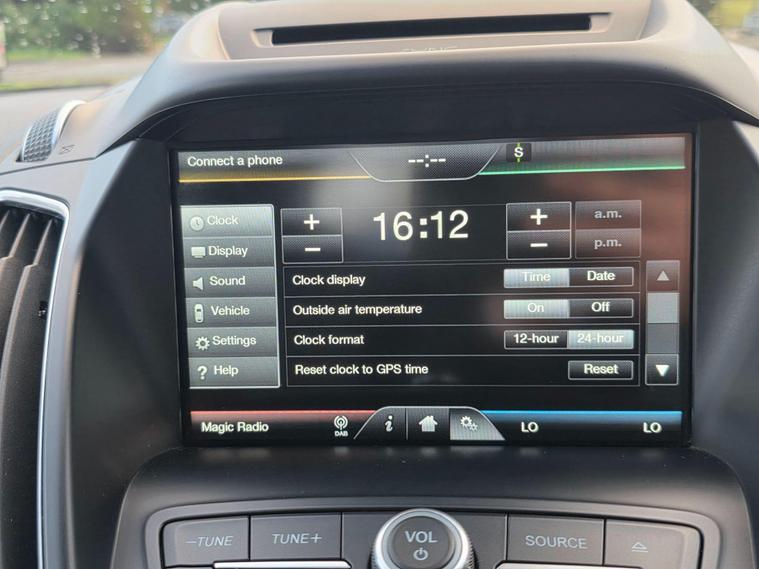 Connect a phone --:-- S
Clock + 16:12 + a.m.
Display − − p.m.
Sound Clock display Time Date
Vehicle Outside air temperature On Off
Settings Clock format 12-hour 24-hour
? Help Reset clock to GPS time Reset
Magic Radio DAB i LO LO
−TUNE TUNE+ VOL SOURCE